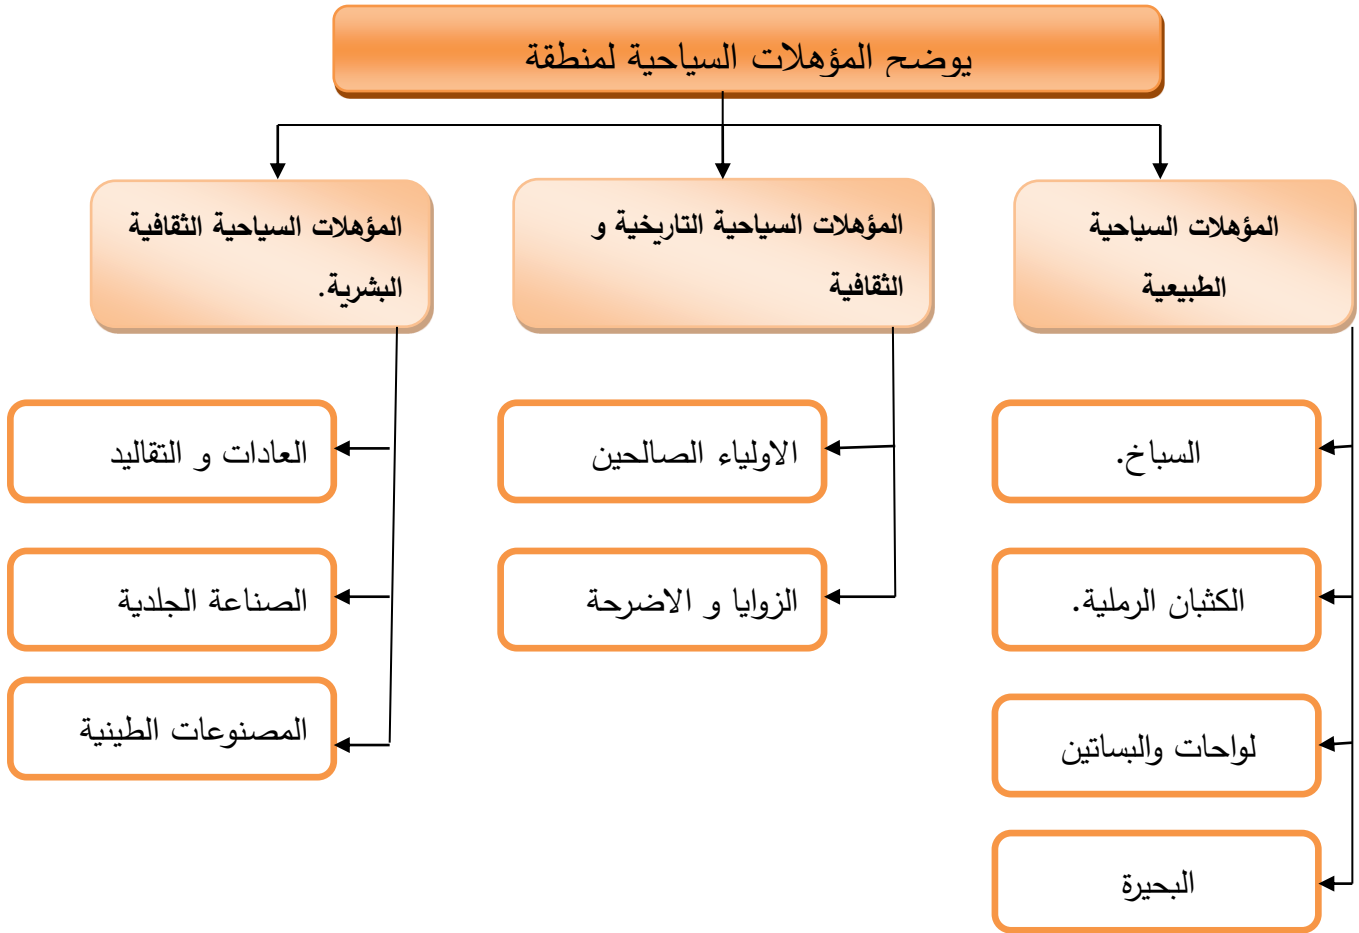 يوضح المؤهلات السياحية لمنطقة
المؤهلات السياحية
الطبيعية
المؤهلات السياحية التاريخية و
الثقافية
المؤهلات السياحية الثقافية
البشرية.
السباخ.
الاولياء الصالحين
العادات و التقاليد
الكثبان الرملية.
الزوايا و الاضرحة
الصناعة الجلدية
لواحات والبساتين
المصنوعات الطينية
البحيرة